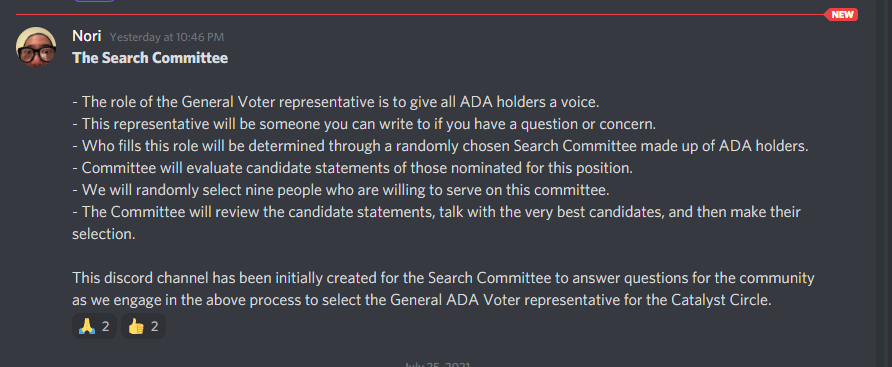 NEW
Nori Yesterday at 10:46 PM
The Search Committee
- The role of the General Voter representative is to give all ADA holders a voice.
- This representative will be someone you can write to if you have a question or concern.
- Who fills this role will be determined through a randomly chosen Search Committee made up of ADA holders.
- Committee will evaluate candidate statements of those nominated for this position.
- We will randomly select nine people who are willing to serve on this committee.
- The Committee will review the candidate statements, talk with the very best candidates, and then make their
selection.
This discord channel has been initially created for the Search Committee to answer questions for the community
as we engage in the above process to select the General ADA Voter representative for the Catalyst Circle.
🙏 2 👍 2
July 25, 2021